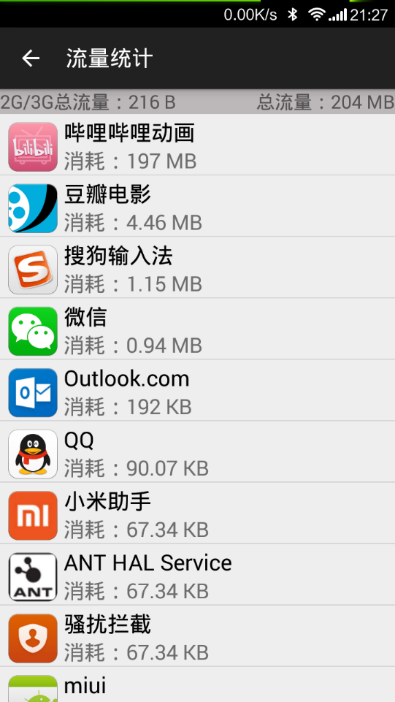 0.00K/s 21:27
流量统计
2G/3G总流量：216 B 总流量：204 MB
bilibili
哔哩哔哩动画
消耗：197 MB
豆瓣电影
消耗：4.46 MB
S
搜狗输入法
消耗：1.15 MB
微信
消耗：0.94 MB
Outlook.com
消耗：192 KB
QQ
消耗：90.07 KB
小米助手
消耗：67.34 KB
ANT HAL Service
消耗：67.34 KB
ANT
骚扰拦截
消耗：67.34 KB
miui